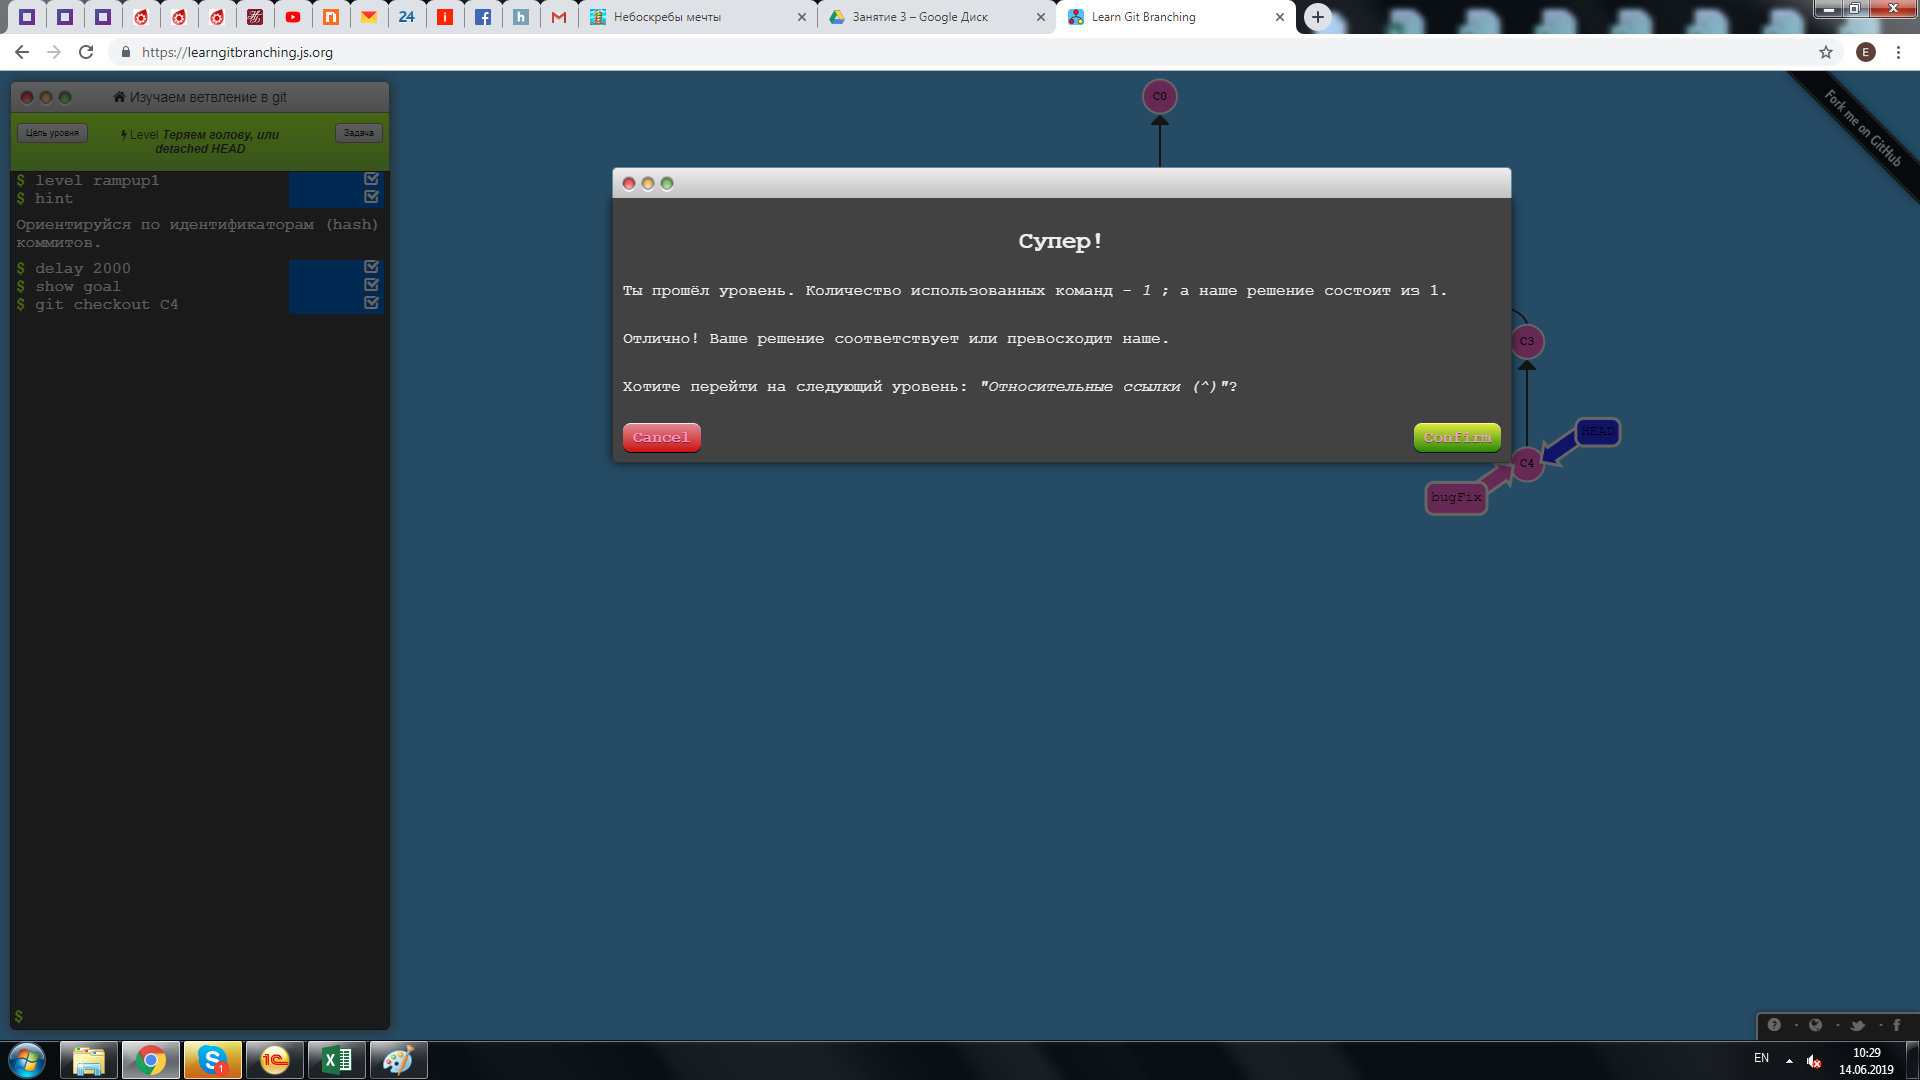 24
Небоскребы мечты
Занятие 3 – Google Диск
Learn Git Branching
https://learngitbranching.js.org
E
Изучаем ветвление в git
Цель уровня
Level Теряем голову, или
detached HEAD
Задача
$ level rampup1
$ hint
Ориентируйся по идентификаторам (hash)
коммитов.
$ delay 2000
$ show goal
$ git checkout C4
$
C0
Fork me on GitHub
Супер!
Ты прошёл уровень. Количество использованных команд – 1 ; а наше решение состоит из 1.
Отлично! Ваше решение соответствует или превосходит наше.
Хотите перейти на следующий уровень: "Относительные ссылки (^)"?
Cancel
Confirm
C3
HEAD
C4
bugFix
1
EN
10:29
14.06.2019